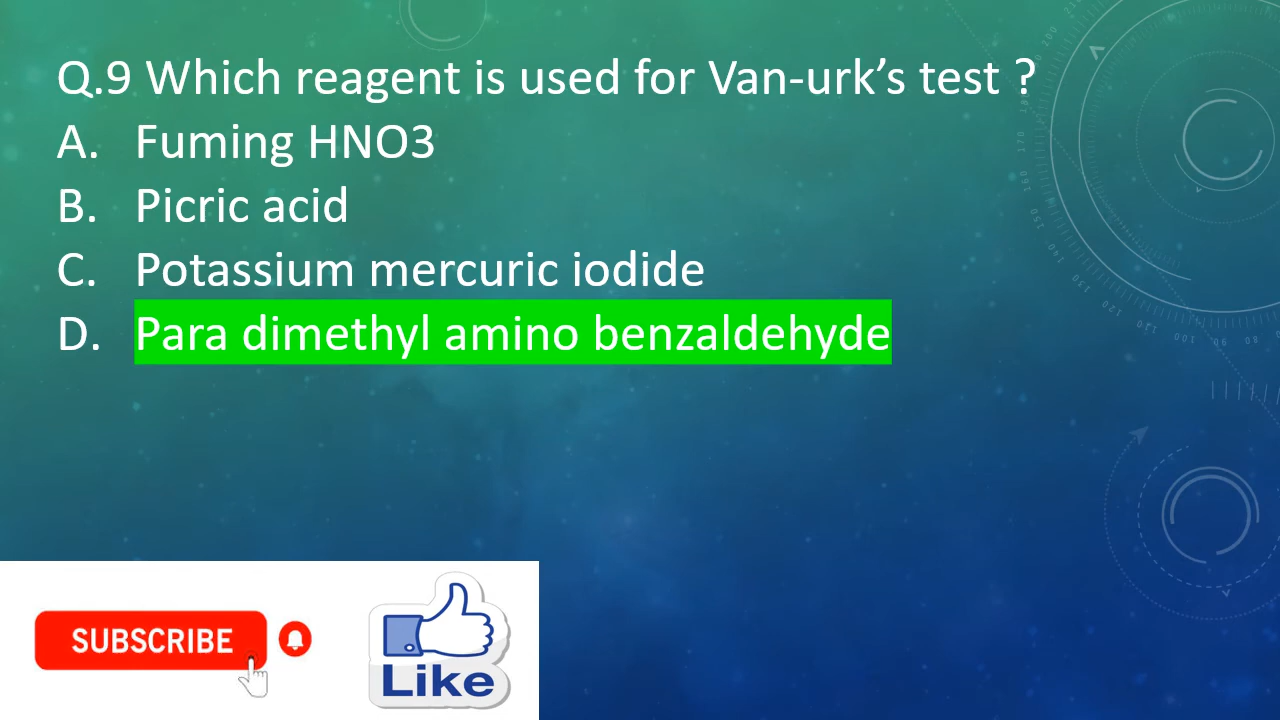 Q.9 Which reagent is used for Van-urk’s test ?
A. Fuming HNO3
B. Picric acid
C. Potassium mercuric iodide
D. Para dimethyl amino benzaldehyde
SUBSCRIBE
Like